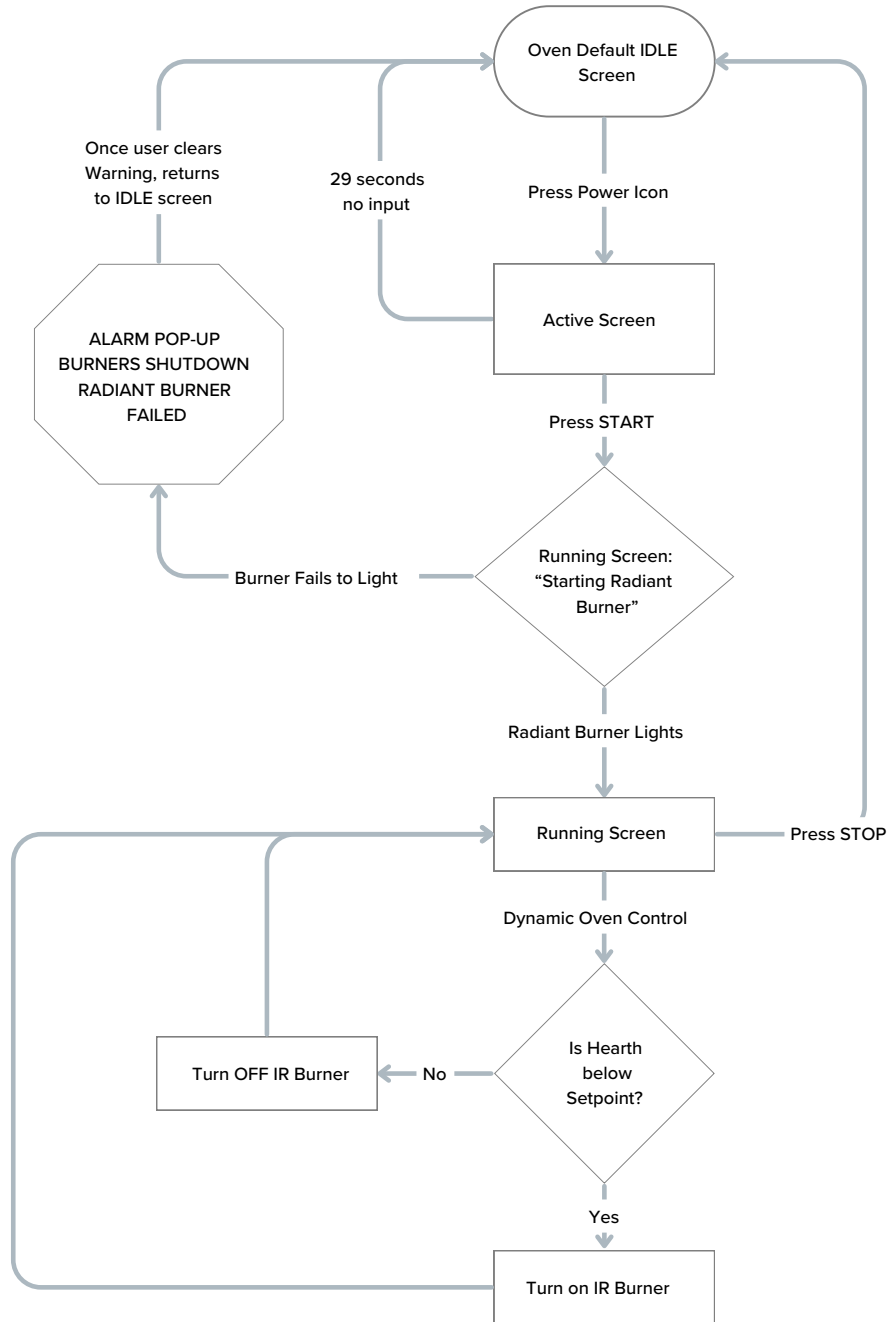 Oven Default IDLE
Screen
Once user clears
Warning, returns
to IDLE screen
29 seconds
no input
Press Power Icon
Active Screen
ALARM POP-UP
BURNERS SHUTDOWN
RADIANT BURNER
FAILED
Press START
Running Screen:
“Starting Radiant
Burner”
Burner Fails to Light
Radiant Burner Lights
Running Screen
Press STOP
Dynamic Oven Control
Is Hearth
below
Setpoint?
No
Turn OFF IR Burner
Yes
Turn on IR Burner